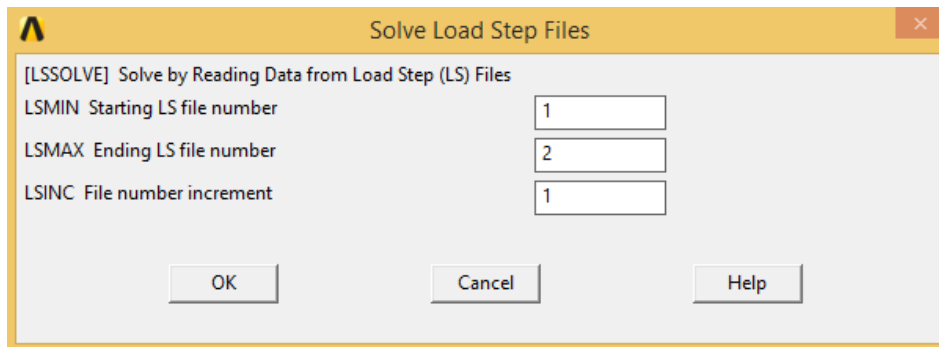 Solve Load Step Files
[LSSOLVE] Solve by Reading Data from Load Step (LS) Files
LSMIN Starting LS file number 1
LSMAX Ending LS file number 2
LSINC File number increment 1
OK Cancel Help